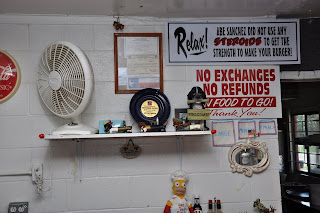 Relax!
ABE SANCHEZ DID NOT USE ANY
STEROIDS TO GET THE
STRENGTH TO MAKE YOUR BURGER!
NO EXCHANGES
NO REFUNDS
ON FOOD TO GO!
Thank You!